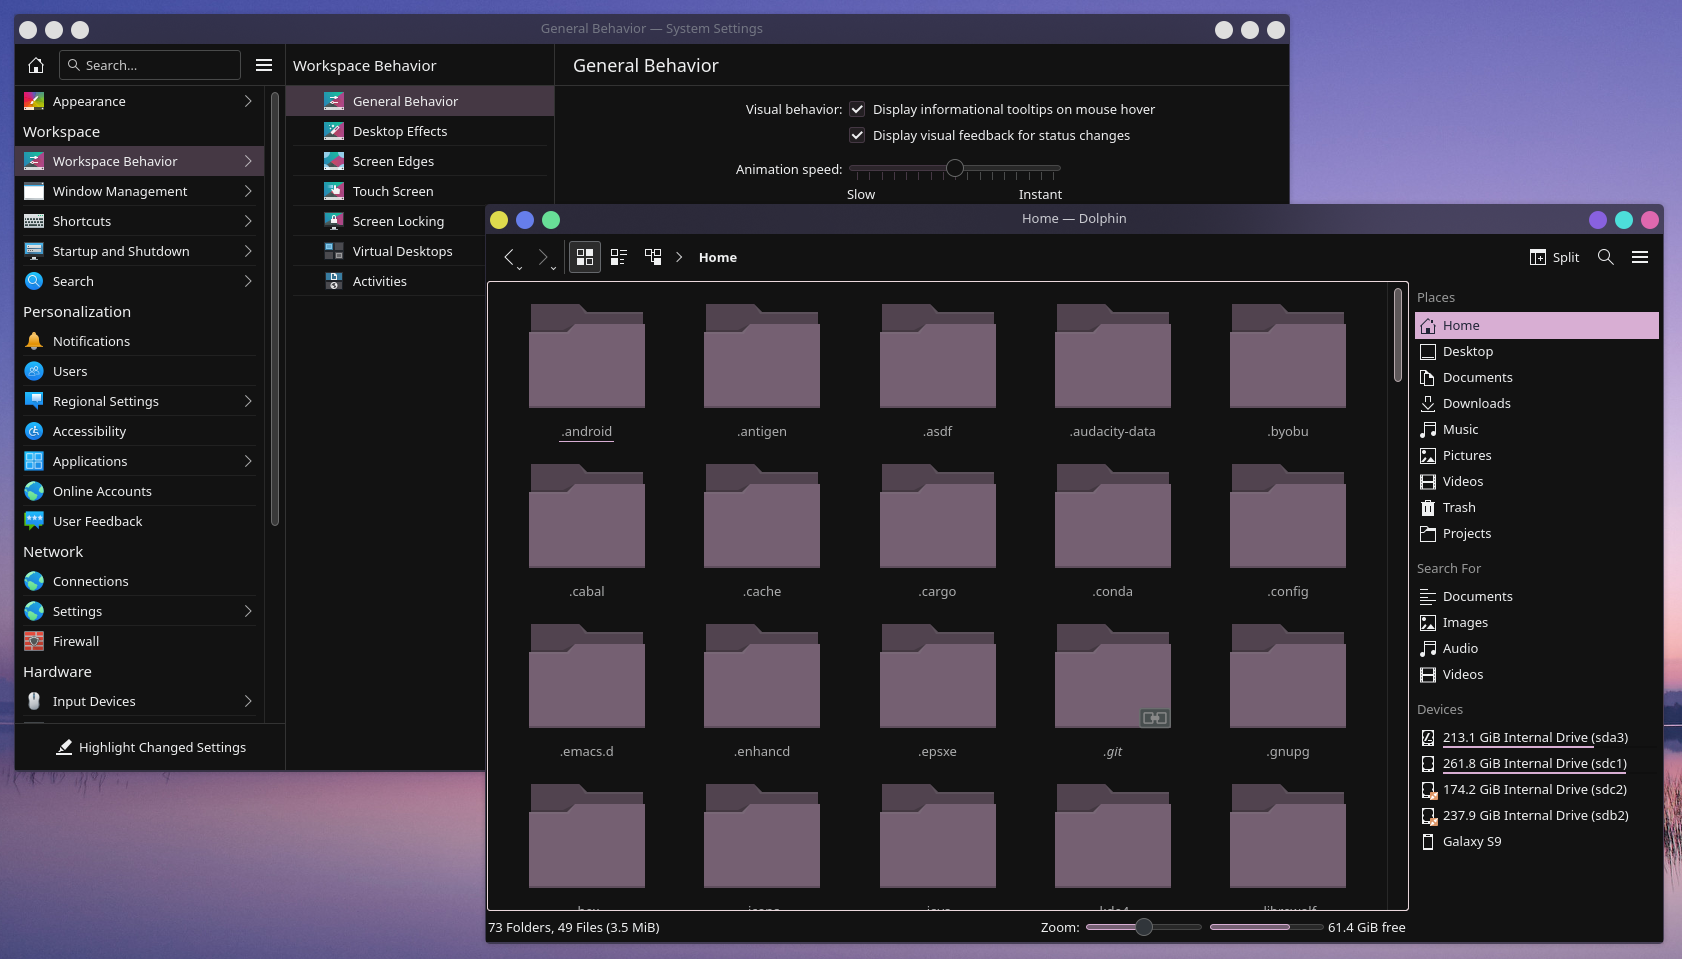 General Behavior — System Settings
Search...
Appearance
Workspace
Workspace Behavior
Window Management
Shortcuts
Startup and Shutdown
Search
Personalization
Notifications
Users
Regional Settings
Accessibility
Applications
Online Accounts
User Feedback
Network
Connections
Settings
Firewall
Hardware
Input Devices
Highlight Changed Settings
Workspace Behavior
General Behavior
Desktop Effects
Screen Edges
Touch Screen
Screen Locking
Virtual Desktops
Activities
General Behavior
Visual behavior: Display informational tooltips on mouse hover
Display visual feedback for status changes
Animation speed:
Slow Instant
Home — Dolphin
Home
Split
.android .antigen .asdf .audacity-data .byobu
.cabal .cache .cargo .conda .config
.emacs.d .enhancd .epsxe .git .gnupg
Places
Home
Desktop
Documents
Downloads
Music
Pictures
Videos
Trash
Projects
Search For
Documents
Images
Audio
Videos
Devices
213.1 GiB Internal Drive (sda3)
261.8 GiB Internal Drive (sdc1)
174.2 GiB Internal Drive (sdc2)
237.9 GiB Internal Drive (sdb2)
Galaxy S9
73 Folders, 49 Files (3.5 MiB)
Zoom:
61.4 GiB free